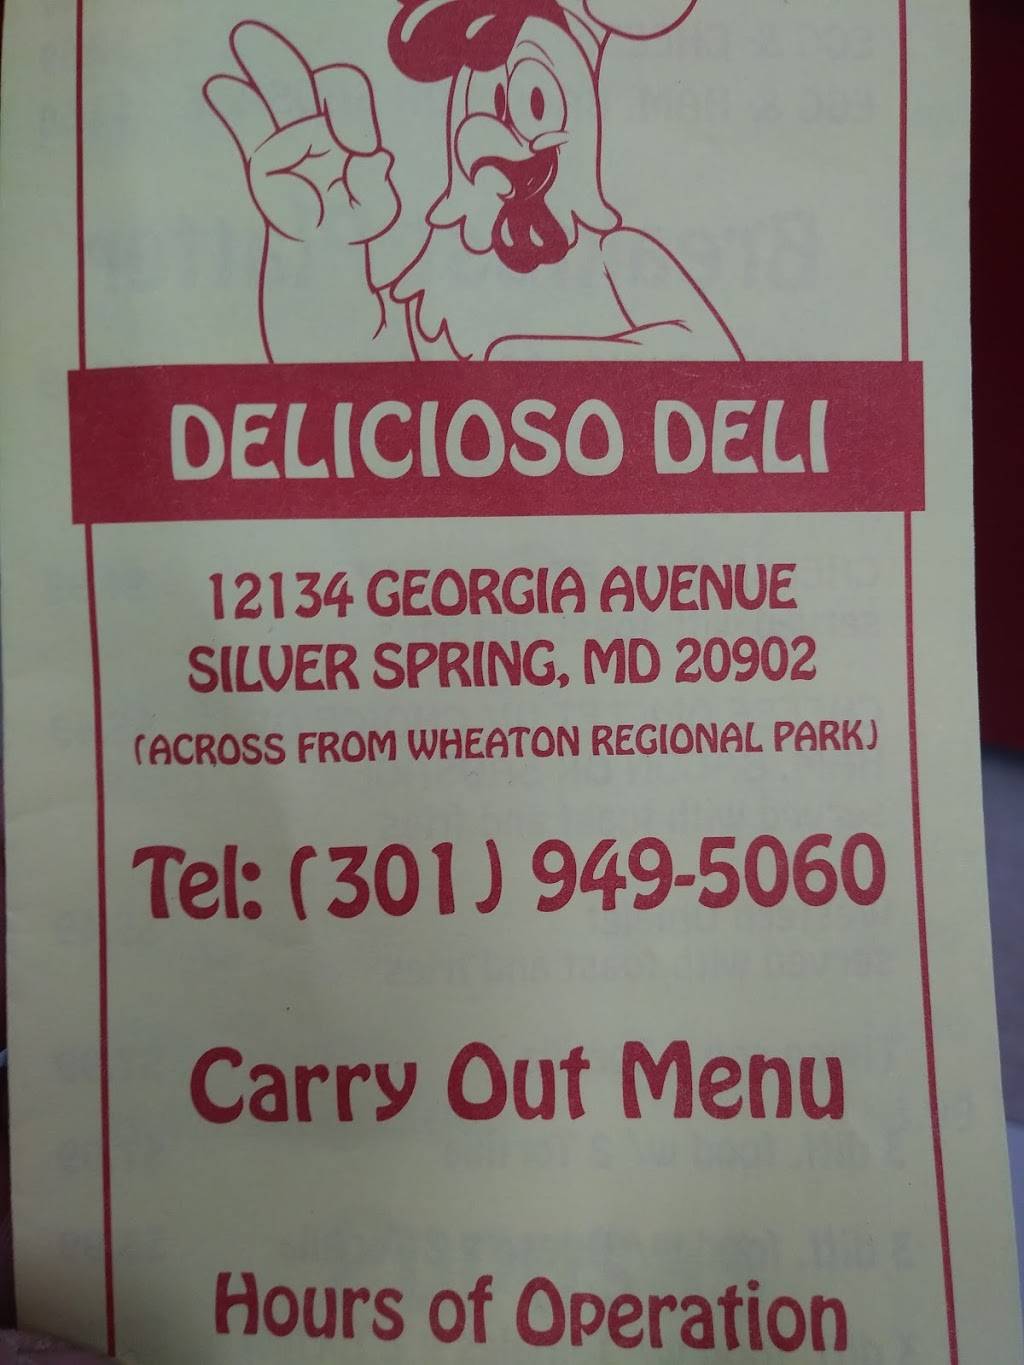 DELICIOSO DELI
12134 GEORGIA AVENUE
SILVER SPRING, MD 20902
(ACROSS FROM WHEATON REGIONAL PARK)
Tel: (301) 949-5060
Carry Out Menu
Hours of Operation